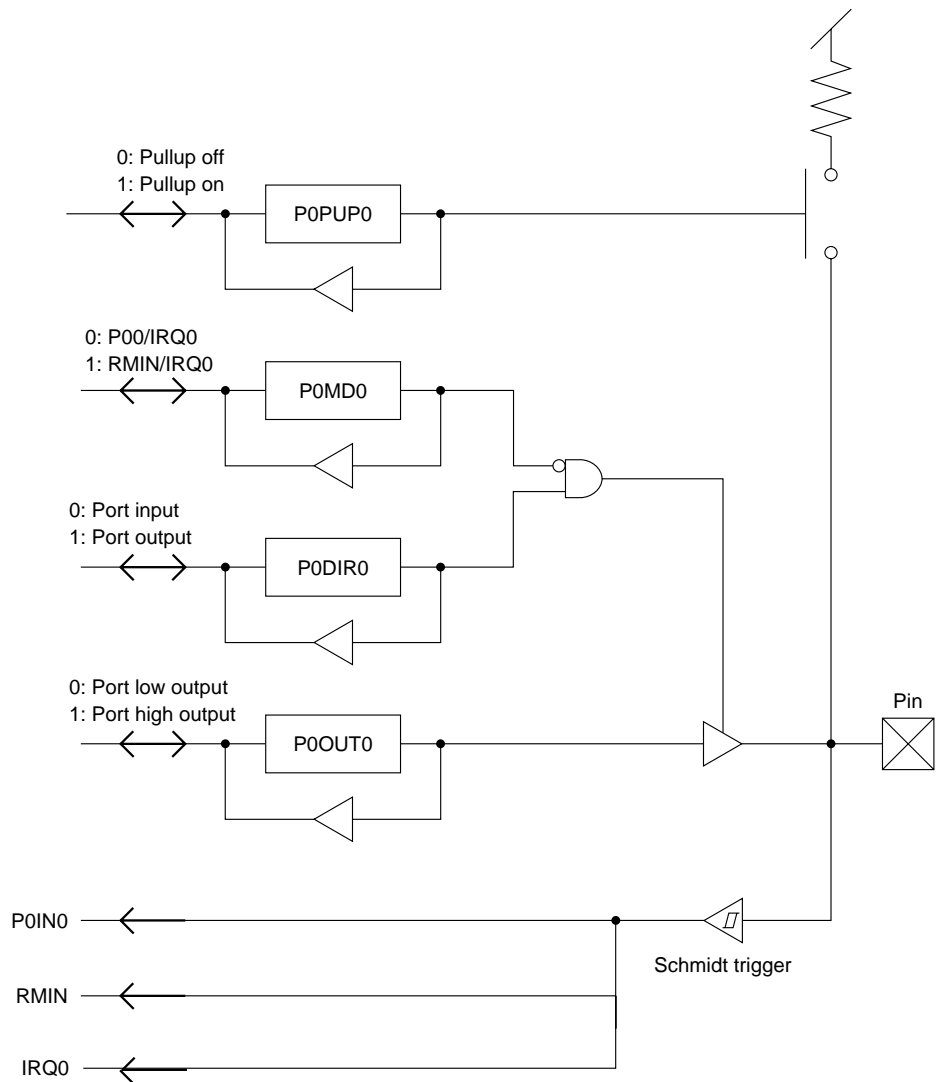 0: Pullup off
1: Pullup on
P0PUP0
0: P00/IRQ0
1: RMIN/IRQ0
P0MD0
0: Port input
1: Port output
P0DIR0
0: Port low output
1: Port high output
P0OUT0
Pin
P0IN0
Schmidt trigger
RMIN
IRQ0